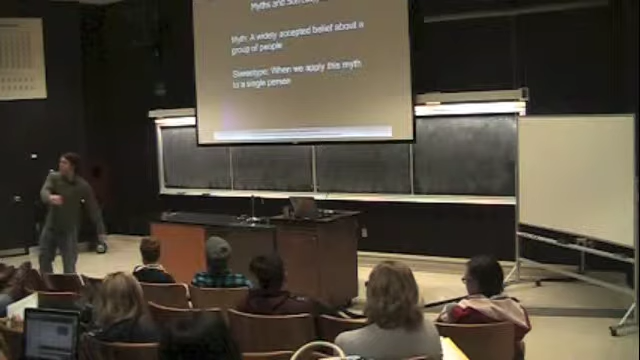 Myths and
Myth: A widely accepted belief about a
group of people
Stereotype: When we apply this myth
to a single person